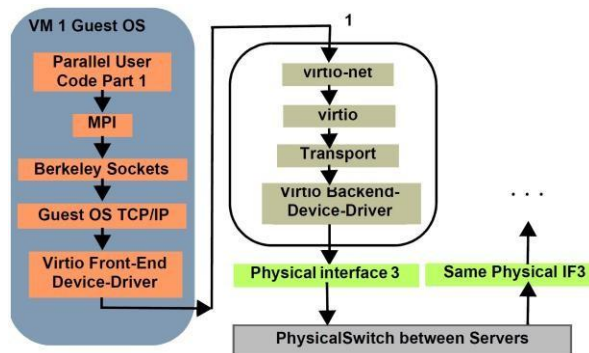 VM 1 Guest OS
Parallel User
Code Part 1
MPI
Berkeley Sockets
Guest OS TCP/IP
Virtio Front-End
Device-Driver
1
virtio-net
virtio
Transport
Virtio Backend-
Device-Driver
Physical interface 3
. . .
Same Physical IF3
PhysicalSwitch between Servers